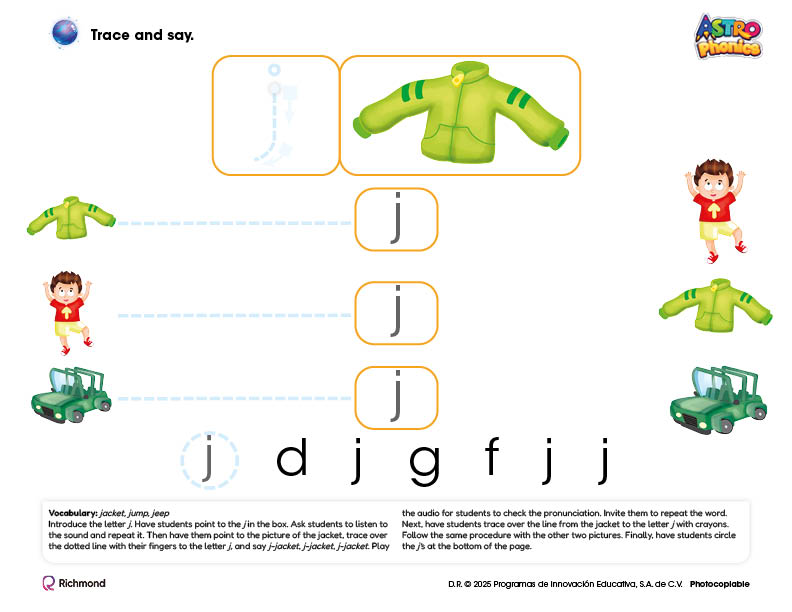 Trace and say.
ASTRO
Phonics
j
j
j
j
j d j g f j j
Vocabulary: jacket, jump, jeep
Introduce the letter j. Have students point to the j in the box. Ask students to listen to
the sound and repeat it. Then have them point to the picture of the jacket, trace over
the dotted line with their fingers to the letter j, and say j-jacket, j-jacket, j-jacket. Play
the audio for students to check the pronunciation. Invite them to repeat the word.
Next, have students trace over the line from the jacket to the letter j with crayons.
Follow the same procedure with the other two pictures. Finally, have students circle
the j's at the bottom of the page.
Richmond
D.R. © 2025 Programas de Innovación Educativa, S.A. de C.V. Photocopiable